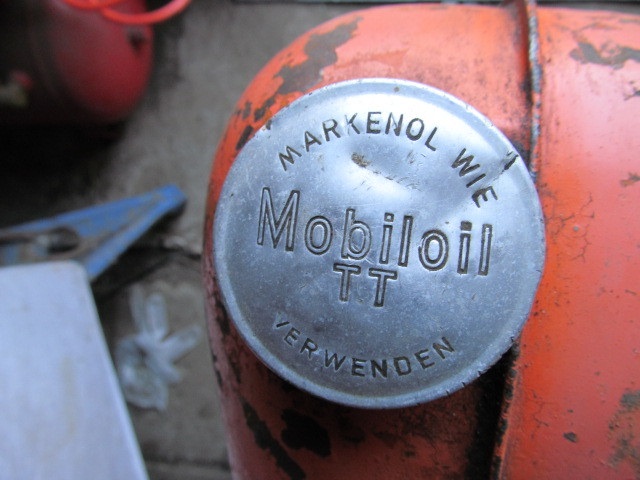 MARKENOL WIE
Mobiloil
TT
VERWENDEN